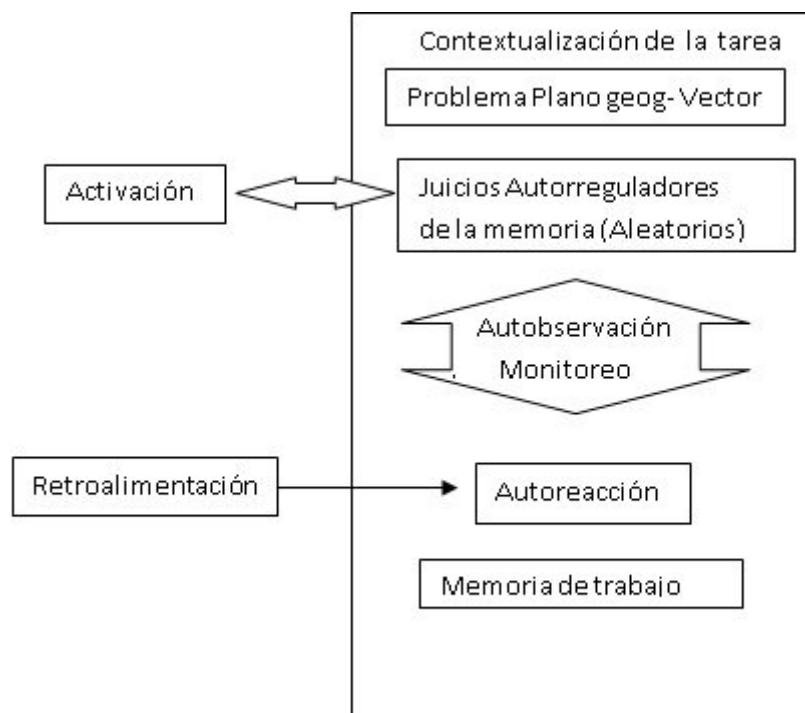 Contextualización de la tarea
Problema Plano geog- Vector
Activación
Juicios Autorreguladores
de la memoria (Aleatorios)
Autobservación
Monitoreo
Retroalimentación
Autoreacción
Memoria de trabajo